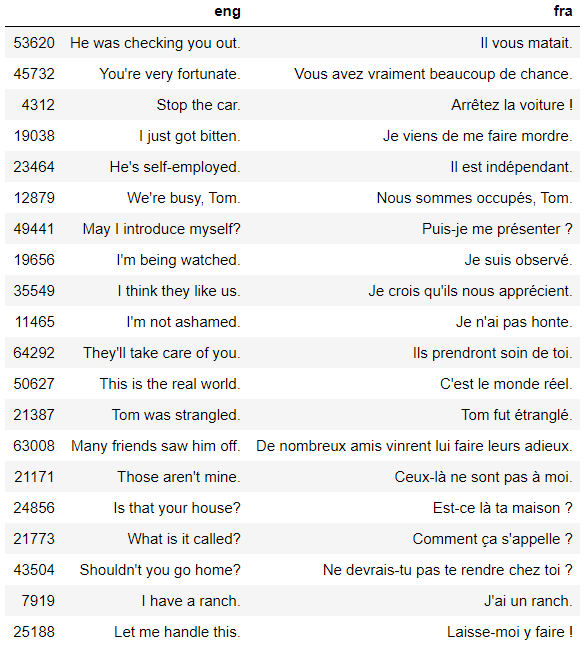 eng fra
53620 He was checking you out. Il vous matait.
45732 You're very fortunate. Vous avez vraiment beaucoup de chance.
4312 Stop the car. Arrêtez la voiture !
19038 I just got bitten. Je viens de me faire mordre.
23464 He's self-employed. Il est indépendant.
12879 We're busy, Tom. Nous sommes occupés, Tom.
49441 May I introduce myself? Puis-je me présenter ?
19656 I'm being watched. Je suis observé.
35549 I think they like us. Je crois qu'ils nous apprécient.
11465 I'm not ashamed. Je n'ai pas honte.
64292 They'll take care of you. Ils prendront soin de toi.
50627 This is the real world. C'est le monde réel.
21387 Tom was strangled. Tom fut étranglé.
63008 Many friends saw him off. De nombreux amis vinrent lui faire leurs adieux.
21171 Those aren't mine. Ceux-là ne sont pas à moi.
24856 Is that your house? Est-ce là ta maison ?
21773 What is it called? Comment ça s'appelle ?
43504 Shouldn't you go home? Ne devrais-tu pas te rendre chez toi ?
7919 I have a ranch. J'ai un ranch.
25188 Let me handle this. Laisse-moi y faire !